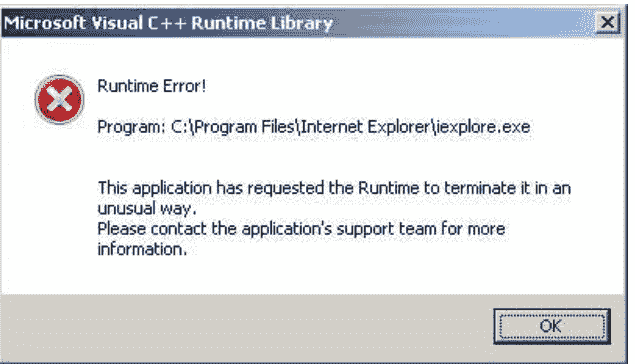 Microsoft Visual C++ Runtime Library
Runtime Error!
Program: C:\Program Files\Internet Explorer\iexplore.exe
This application has requested the Runtime to terminate it in an
unusual way.
Please contact the application's support team for more
information.
OK